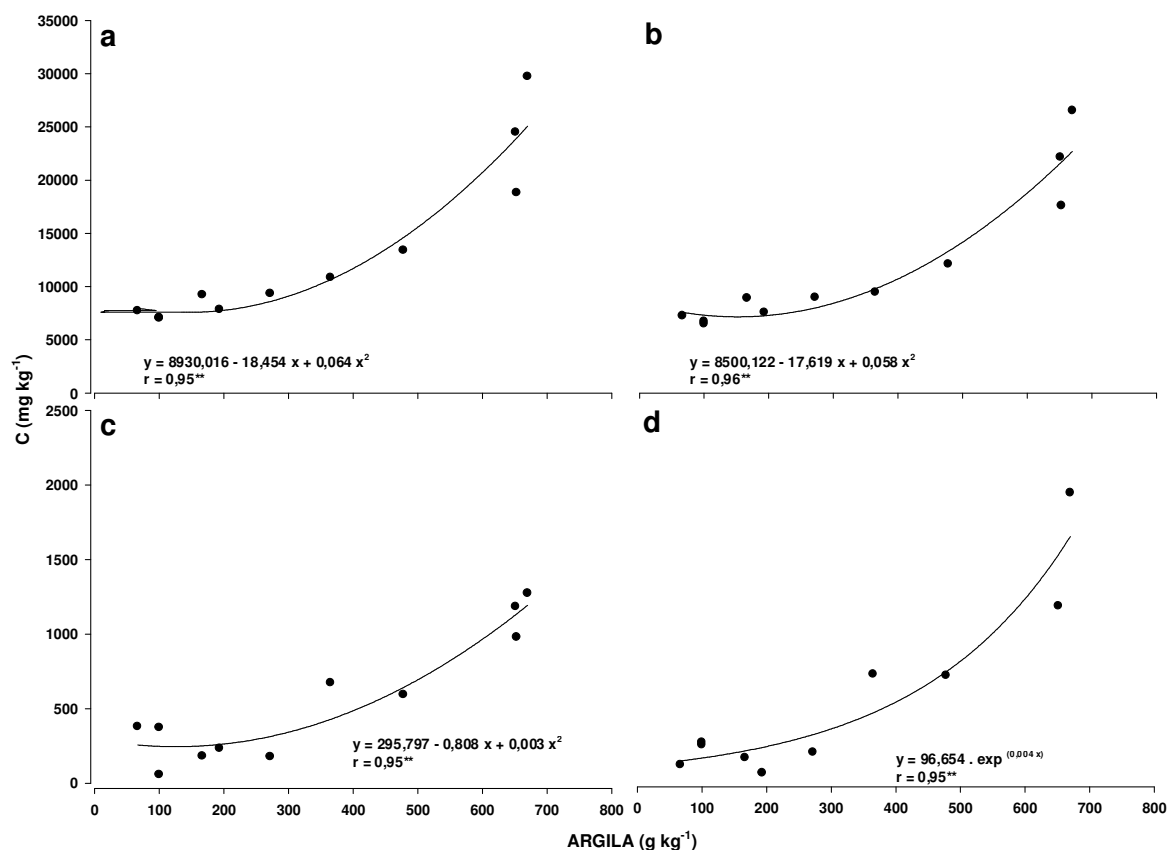 a
b
35000
30000
25000
20000
15000
10000
5000
0
y = 8930,016 - 18,454 x + 0,064 x²
r = 0,95**
y = 8500,122 - 17,619 x + 0,058 x²
r = 0,96**
C (mg kg⁻¹)
c
d
2500
2000
1500
1000
500
0
y = 295,797 - 0,808 x + 0,003 x²
r = 0,95**
y = 96,654 . exp ⁽⁰,⁰⁰⁴ ˣ⁾
r = 0,95**
0 100 200 300 400 500 600 700 800
0 100 200 300 400 500 600 700 800
ARGILA (g kg⁻¹)